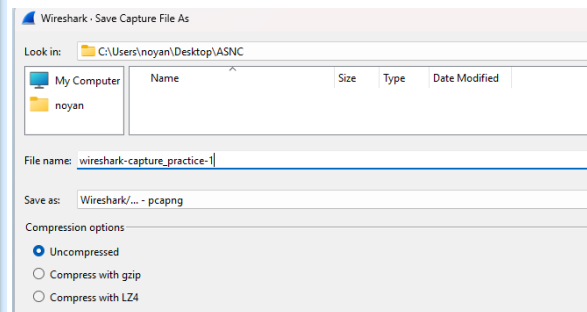 Wireshark · Save Capture File As
Look in: C:\Users\noyan\Desktop\ASNC
My Computer Name Size Type Date Modified
noyan
File name: wireshark-capture_practice-1
Save as: Wireshark/... - pcapng
Compression options
Uncompressed
Compress with gzip
Compress with LZ4